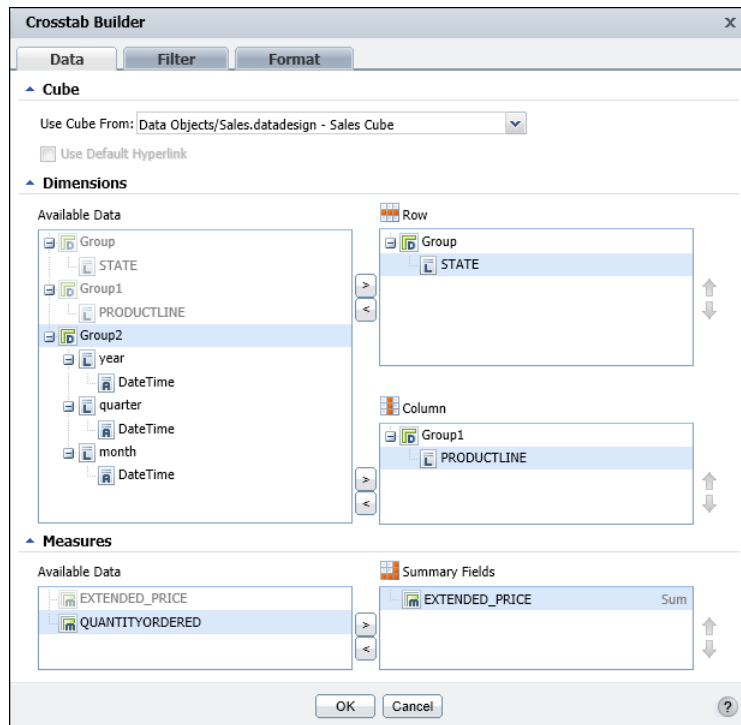 Crosstab Builder x
Data Filter Format
Cube
Use Cube From: Data Objects/Sales.datadesign - Sales Cube
Use Default Hyperlink
Dimensions
Available Data
Group
L STATE
Group1
L PRODUCTLINE
Group2
L year
A DateTime
L quarter
A DateTime
L month
A DateTime
>
<
>
<
Row
D Group
L STATE
Column
D Group1
L PRODUCTLINE
Measures
Available Data
m EXTENDED_PRICE
m QUANTITYORDERED
>
<
Summary Fields
m EXTENDED_PRICE Sum
OK Cancel ?